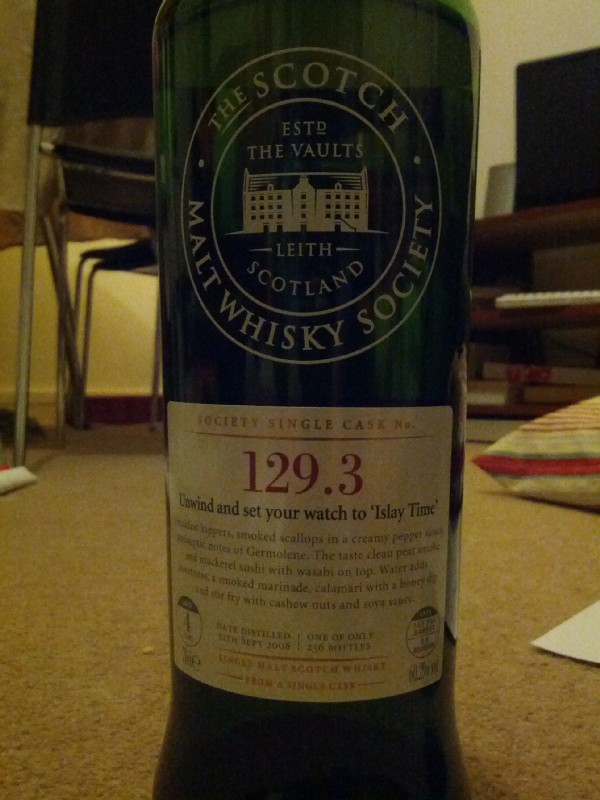 THE SCOTCH
MALT WHISKY SOCIETY
ESTD
THE VAULTS
LEITH
SCOTLAND
SOCIETY SINGLE CASK No.
129.3
Unwind and set your watch to 'Islay Time'
kippers, smoked scallops in a creamy pepper
notes of Germolene. The taste clean peat smoke
and mackerel sushi with wasabi on top. Water adds
a smoked marinade, calamari with a honey dip
and stir fry with cashew nuts and soya sauce.
4
DATE DISTILLED
12TH SEPT 2008
ONE OF ONLY
256 BOTTLES
SINGLE MALT SCOTCH WHISKY
FROM A SINGLE CASK